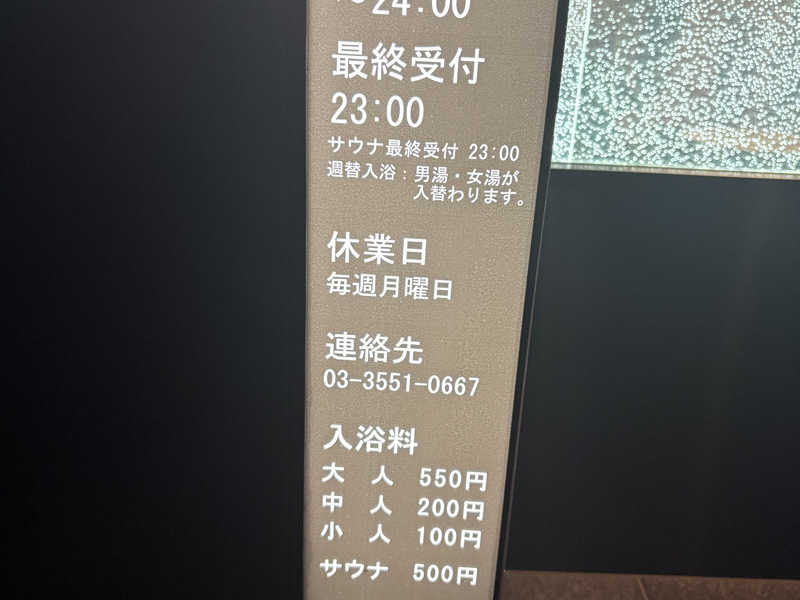 ~24:00
最終受付
23:00
サウナ最終受付 23:00
週替入浴：男湯・女湯が
入替わります。
休業日
毎週月曜日
連絡先
03-3551-0667
入浴料
大 人 550円
中 人 200円
小 人 100円
サウナ 500円